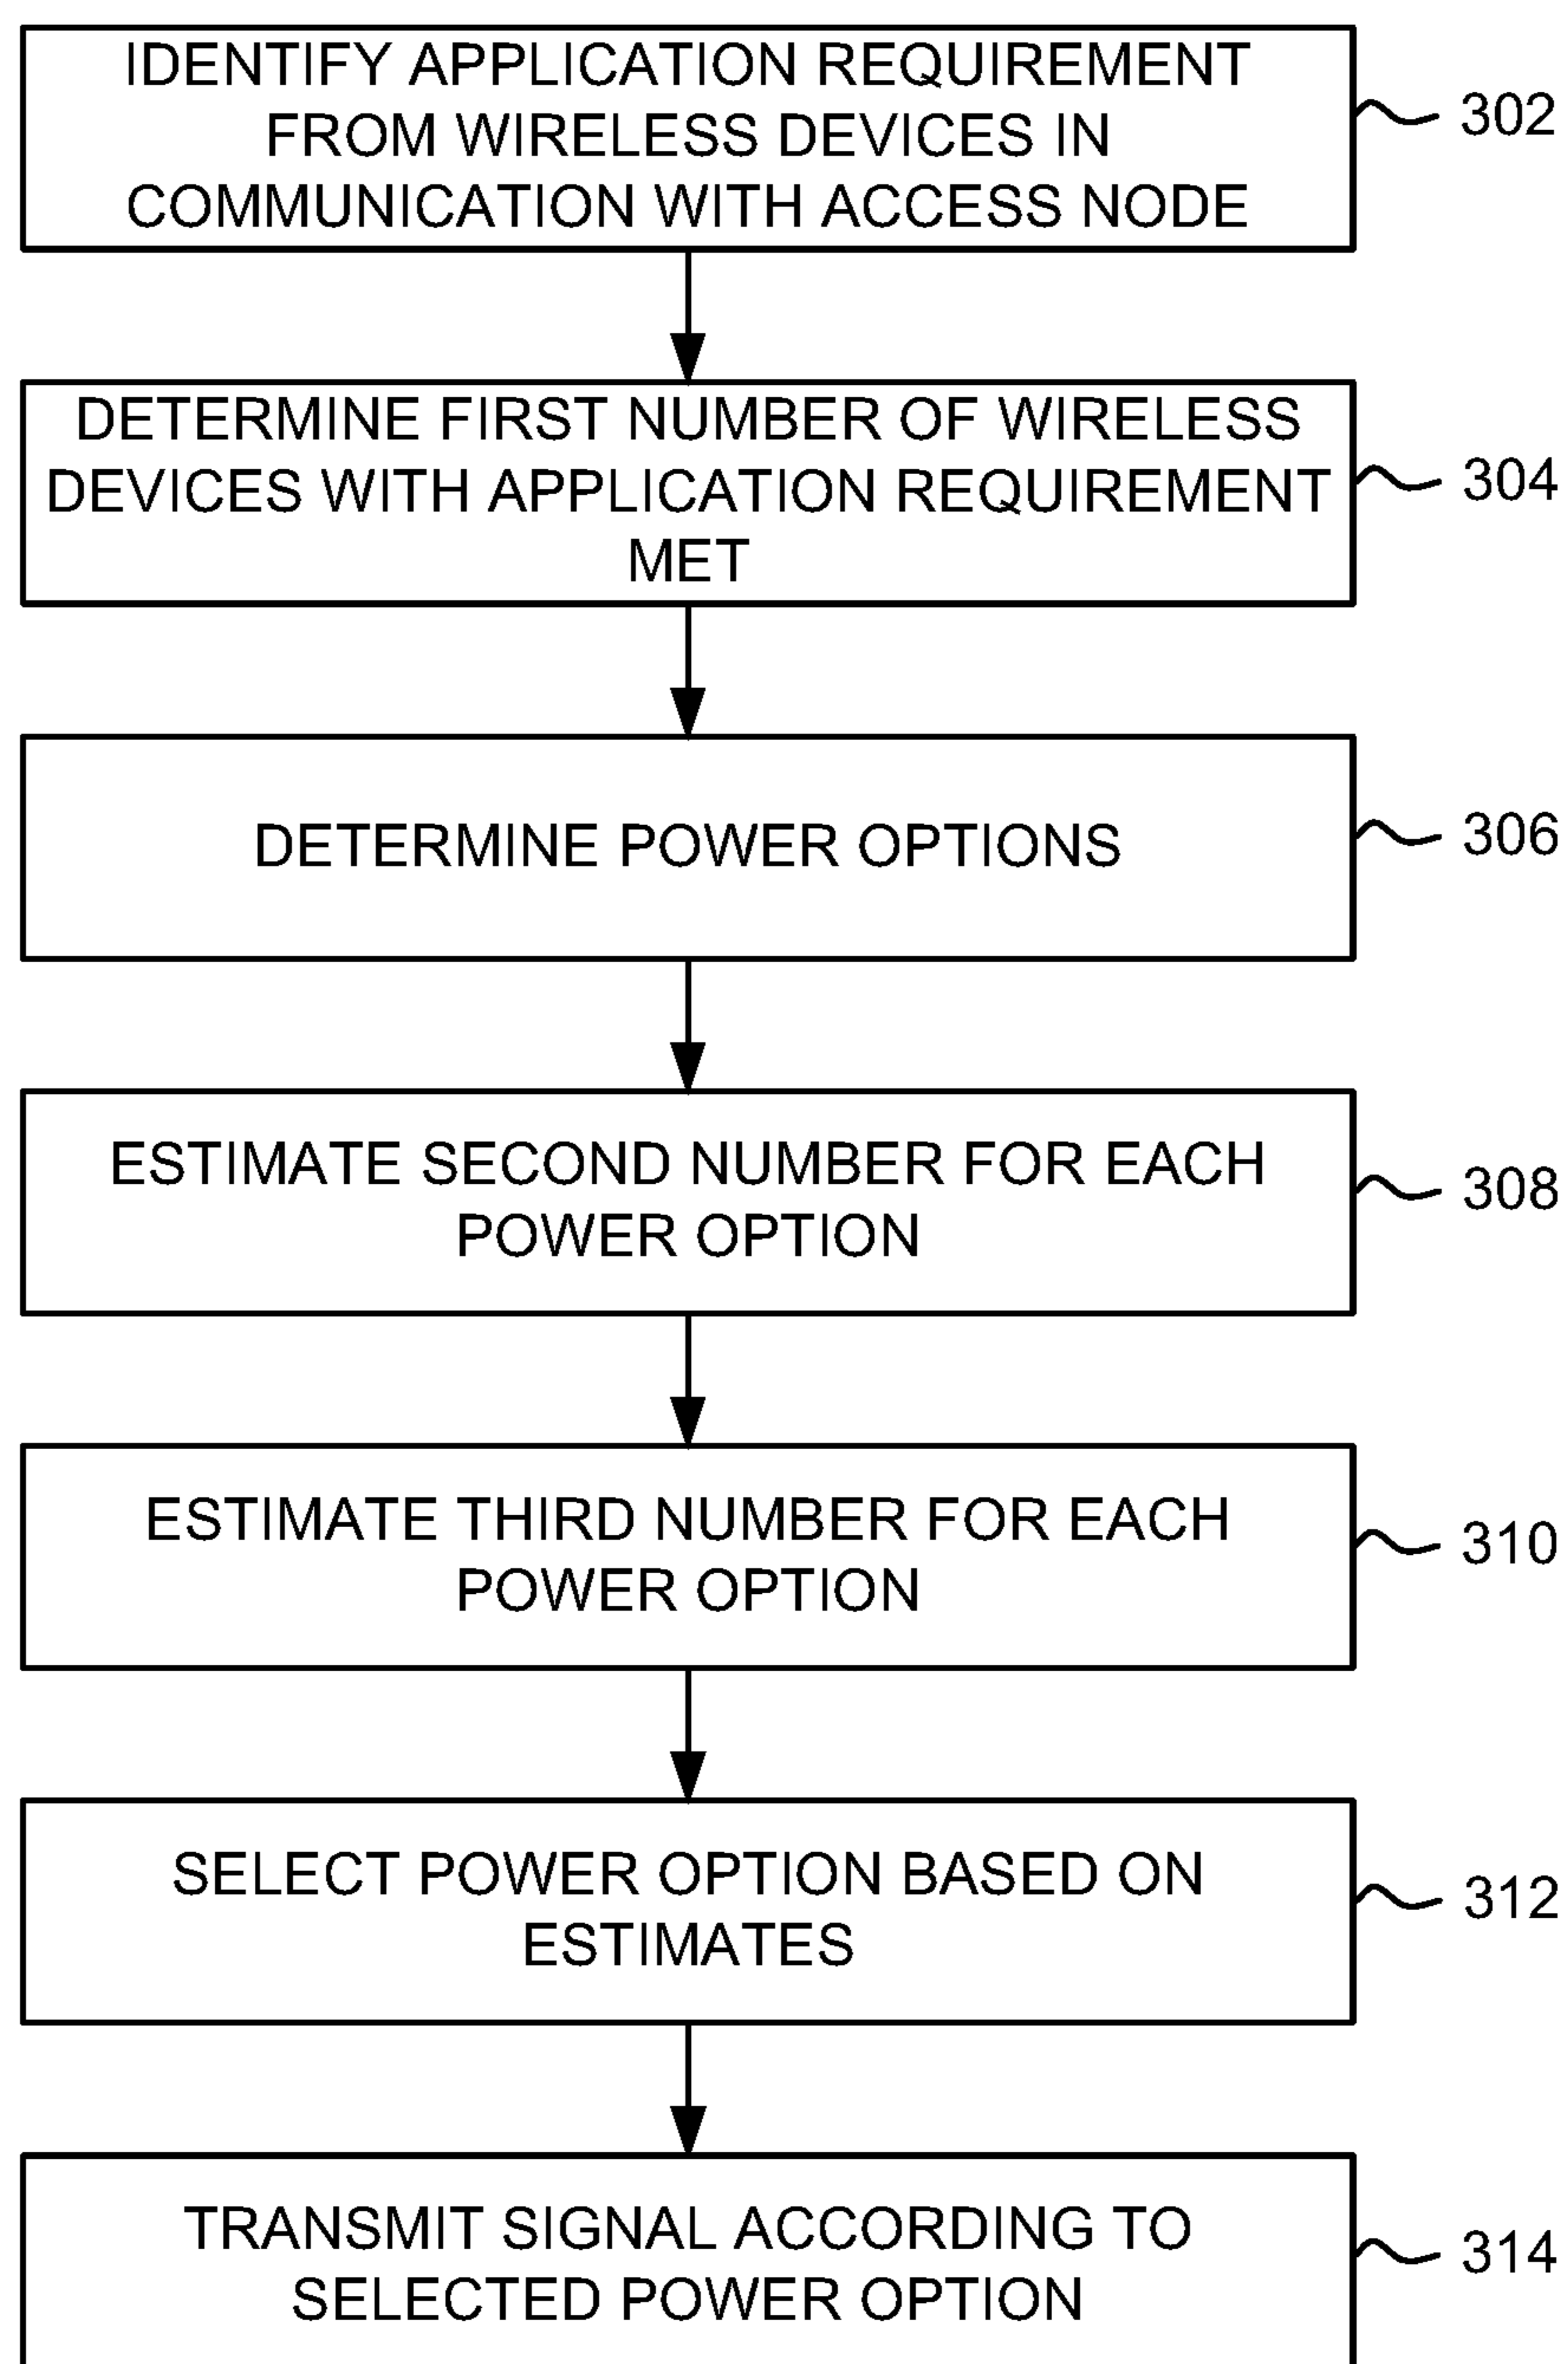 IDENTIFY APPLICATION REQUIREMENT
FROM WIRELESS DEVICES IN
COMMUNICATION WITH ACCESS NODE
302
DETERMINE FIRST NUMBER OF WIRELESS
DEVICES WITH APPLICATION REQUIREMENT
MET
304
DETERMINE POWER OPTIONS
306
ESTIMATE SECOND NUMBER FOR EACH
POWER OPTION
308
ESTIMATE THIRD NUMBER FOR EACH
POWER OPTION
310
SELECT POWER OPTION BASED ON
ESTIMATES
312
TRANSMIT SIGNAL ACCORDING TO
SELECTED POWER OPTION
314